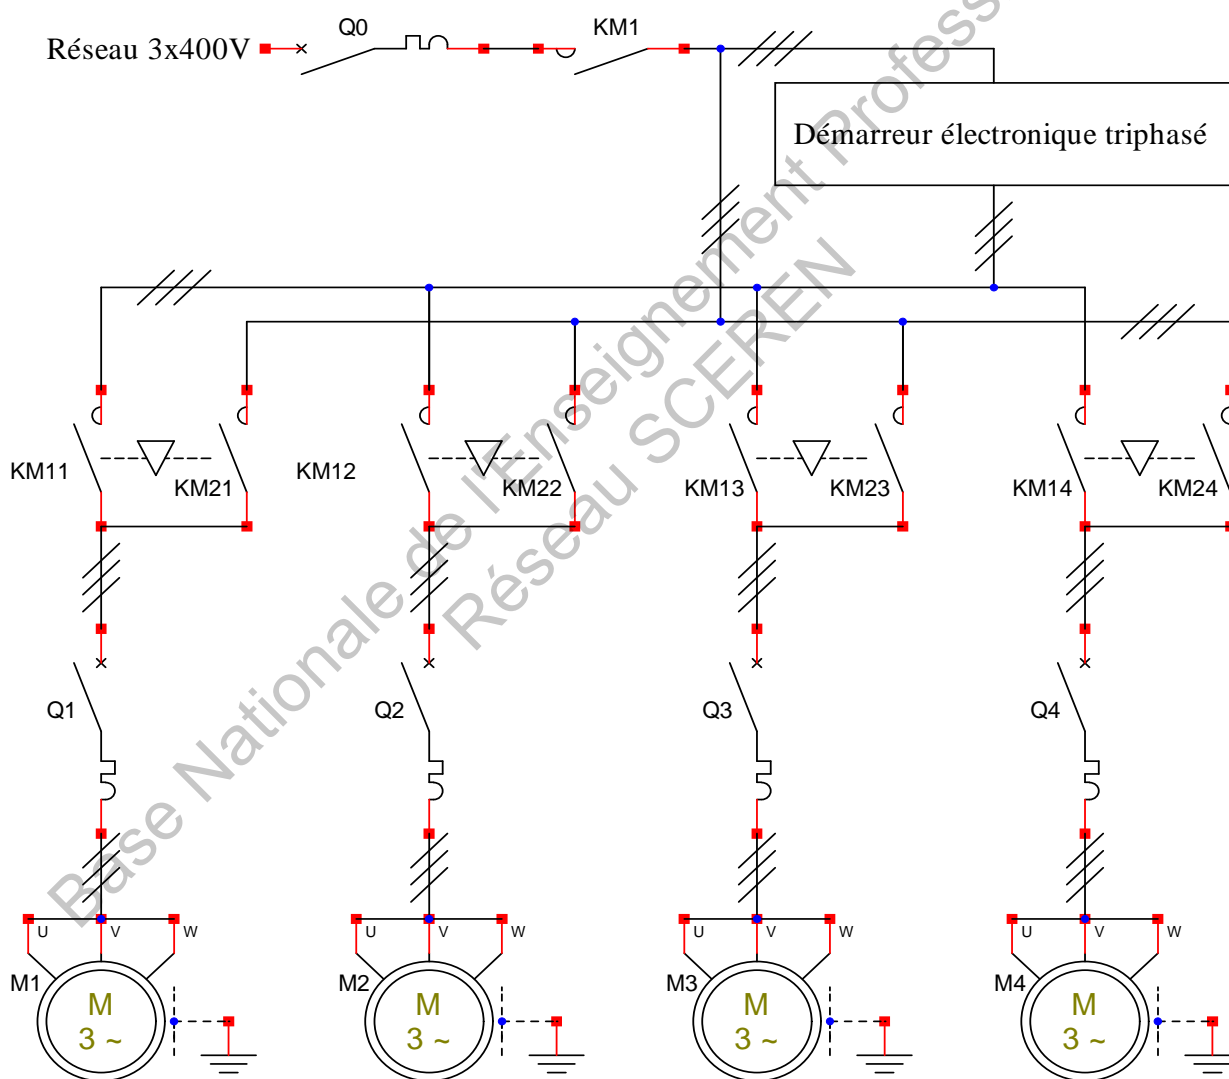 Q0
KM1
Réseau 3x400V
Démarreur électronique triphasé
KM11
KM21
KM12
KM22
KM13
KM23
KM14
KM24
Q1
Q2
Q3
Q4
U V W
U V W
U V W
U V W
M1
M2
M3
M4
M
3 ~
M
3 ~
M
3 ~
M
3 ~
Base Nationale de l'Enseignement Profess
Réseau SCEREN